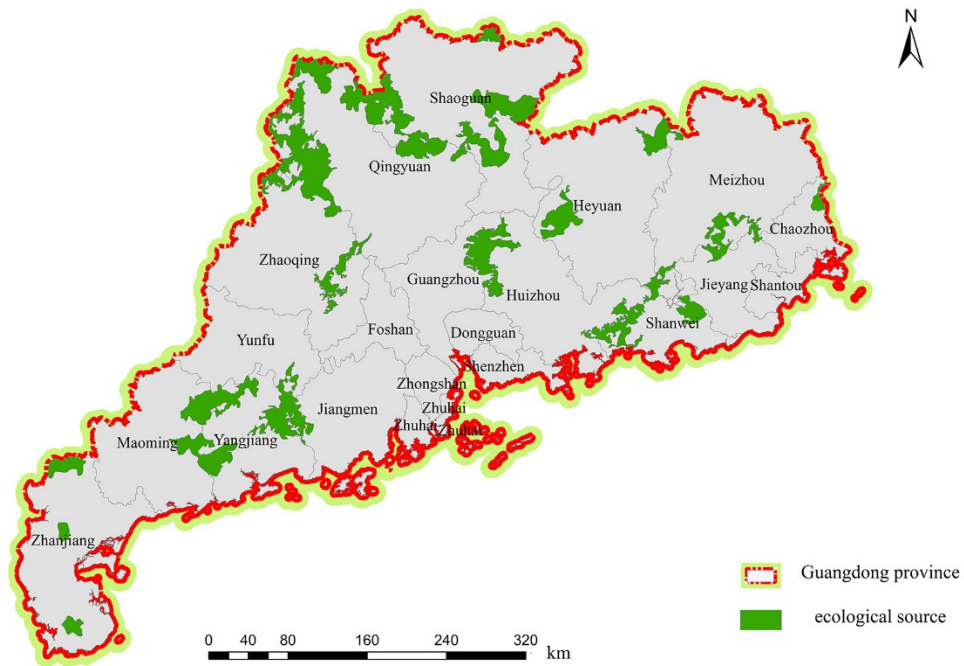 N
Shaoguan
Qingyuan
Meizhou
Heyuan
Chaozhou
Zhaoqing
Guangzhou
Jieyang
Shantou
Huizhou
Shanwei
Foshan
Dongguan
Yunfu
Shenzhen
Zhongshan
Jiangmen
Zhuhai
Zhuhai
Zhuhai
Maoming
Yangjiang
Zhanjiang
Guangdong province
ecological source
0 20 40 80 160 240 320 km